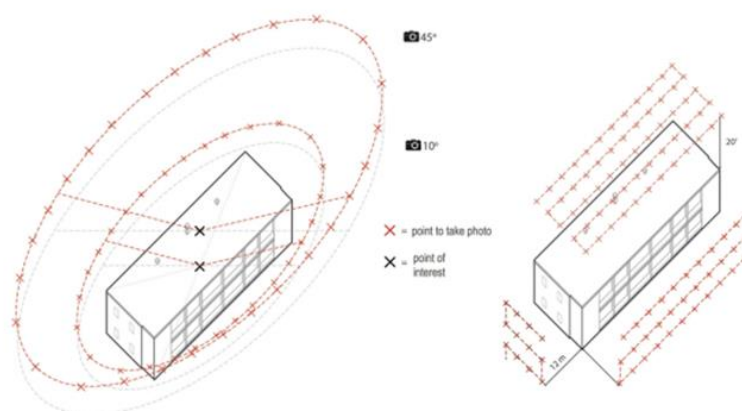 45°
10°
20'
× = point to take photo
× = point of
interest
12 m